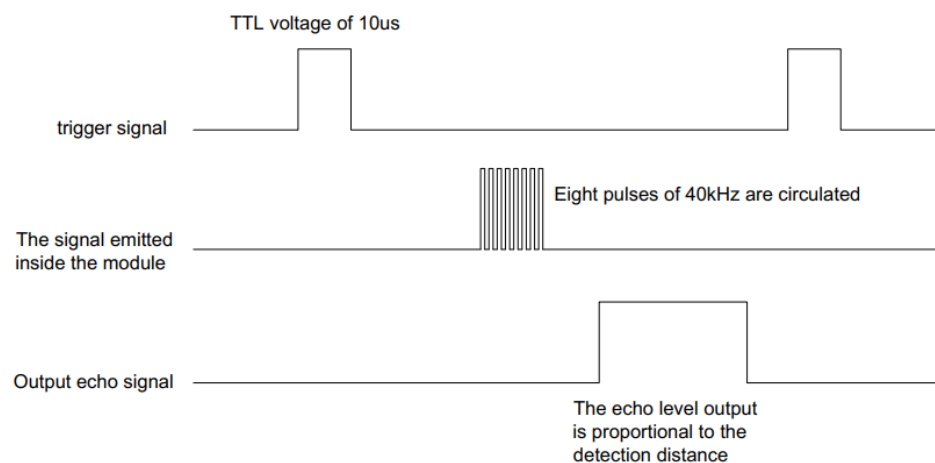 TTL voltage of 10us
trigger signal
Eight pulses of 40kHz are circulated
The signal emitted
inside the module
Output echo signal
The echo level output
is proportional to the
detection distance